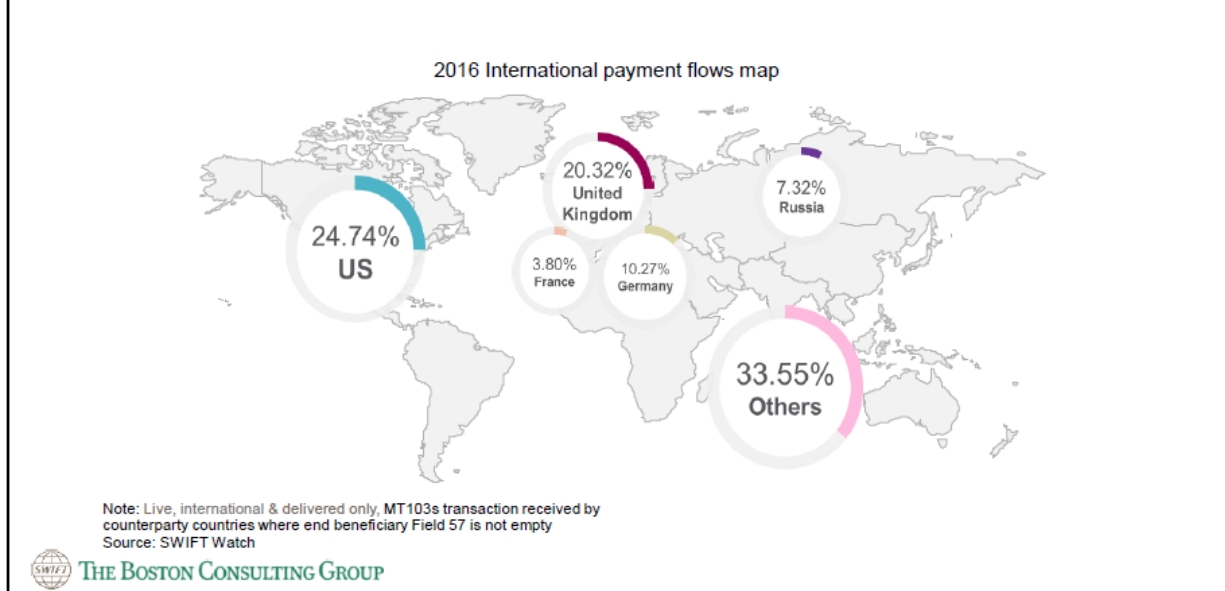 2016 International payment flows map
20.32%
United
Kingdom
7.32%
Russia
24.74%
US
3.80%
France
10.27%
Germany
33.55%
Others
Note: Live, international & delivered only, MT103s transaction received by
counterparty countries where end beneficiary Field 57 is not empty
Source: SWIFT Watch
SWIFT
THE BOSTON CONSULTING GROUP